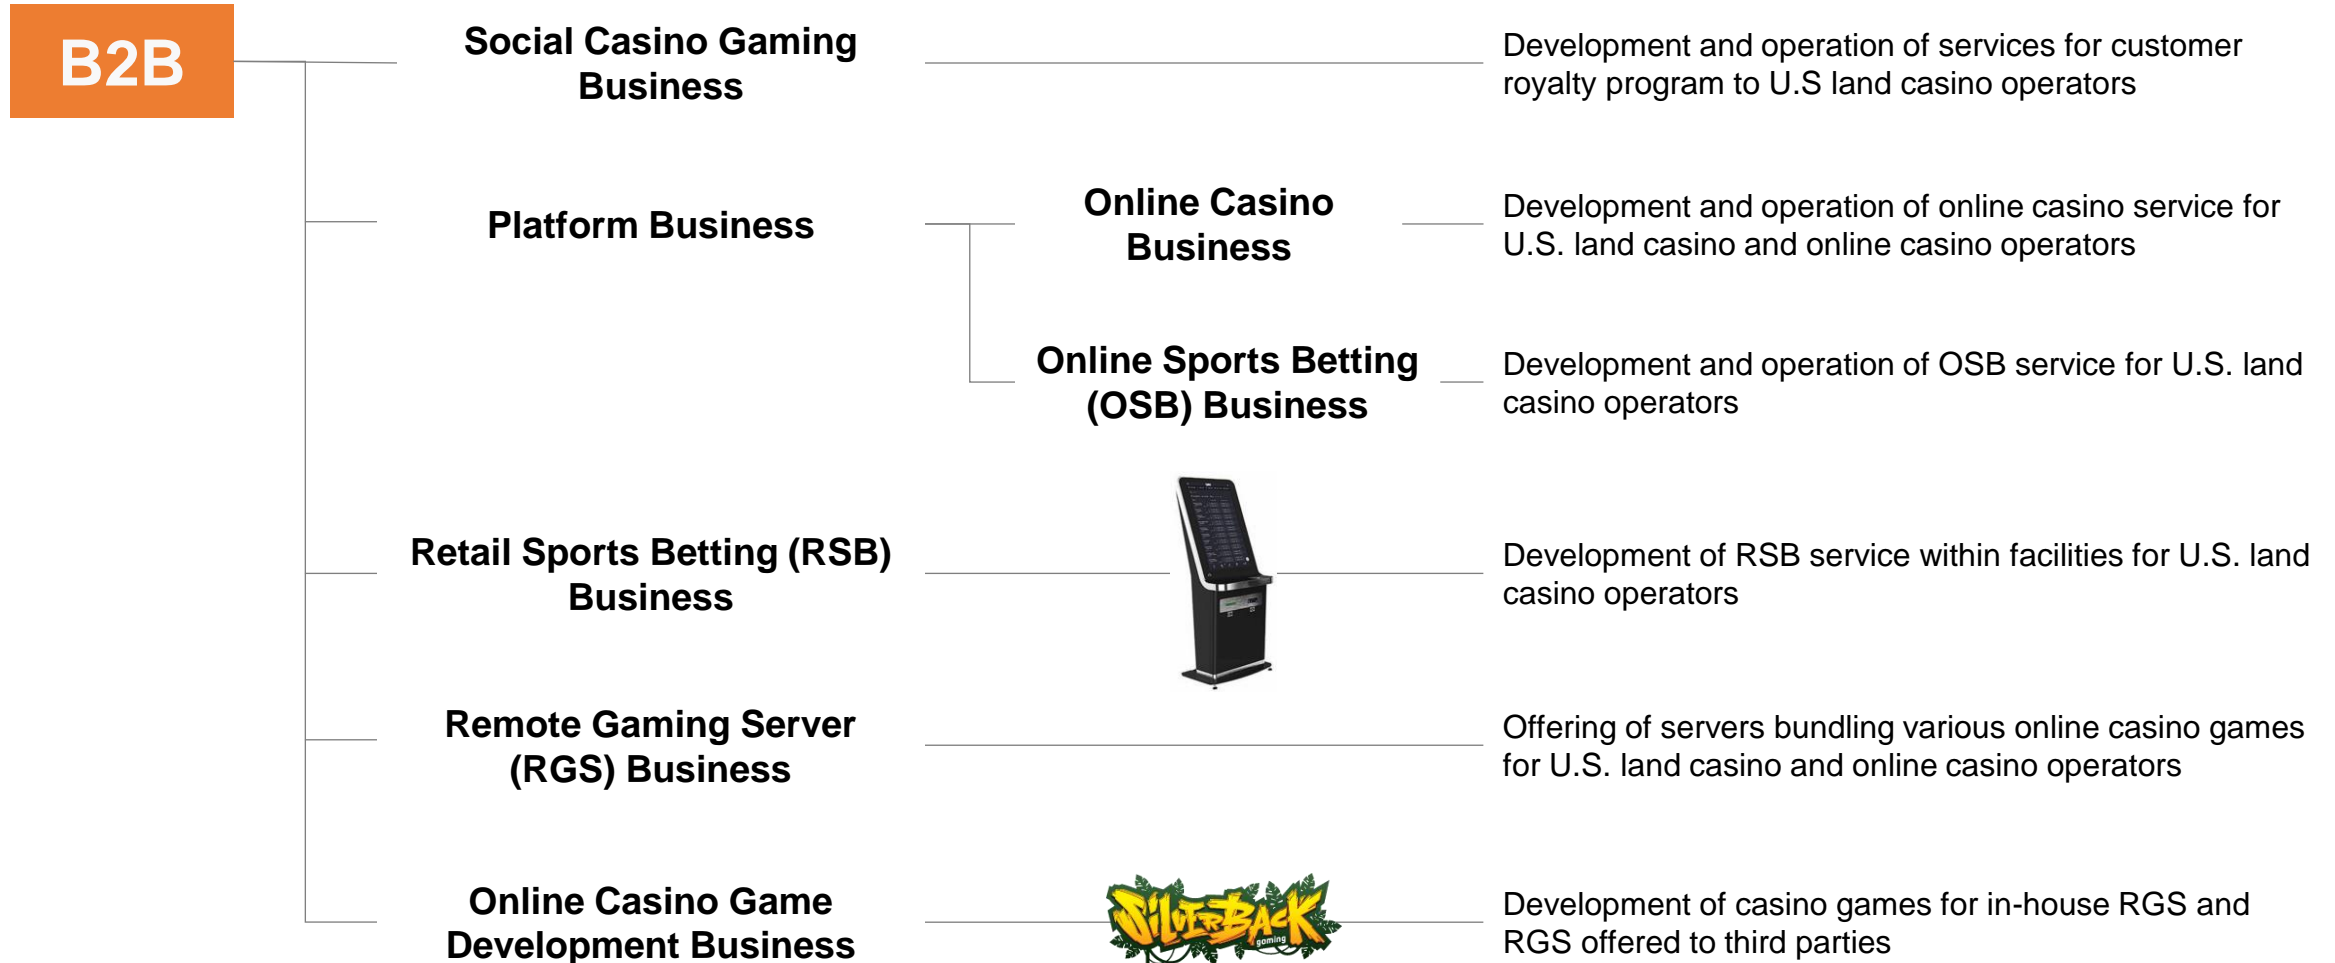 B2B
Social Casino Gaming
Business
Development and operation of services for customer
royalty program to U.S land casino operators
Platform Business
Online Casino
Business
Development and operation of online casino service for
U.S. land casino and online casino operators
Online Sports Betting
(OSB) Business
Development and operation of OSB service for U.S. land
casino operators
Retail Sports Betting (RSB)
Business
Development of RSB service within facilities for U.S. land
casino operators
Remote Gaming Server
(RGS) Business
Offering of servers bundling various online casino games
for U.S. land casino and online casino operators
Online Casino Game
Development Business
SILVERBACK
gaming
Development of casino games for in-house RGS and
RGS offered to third parties